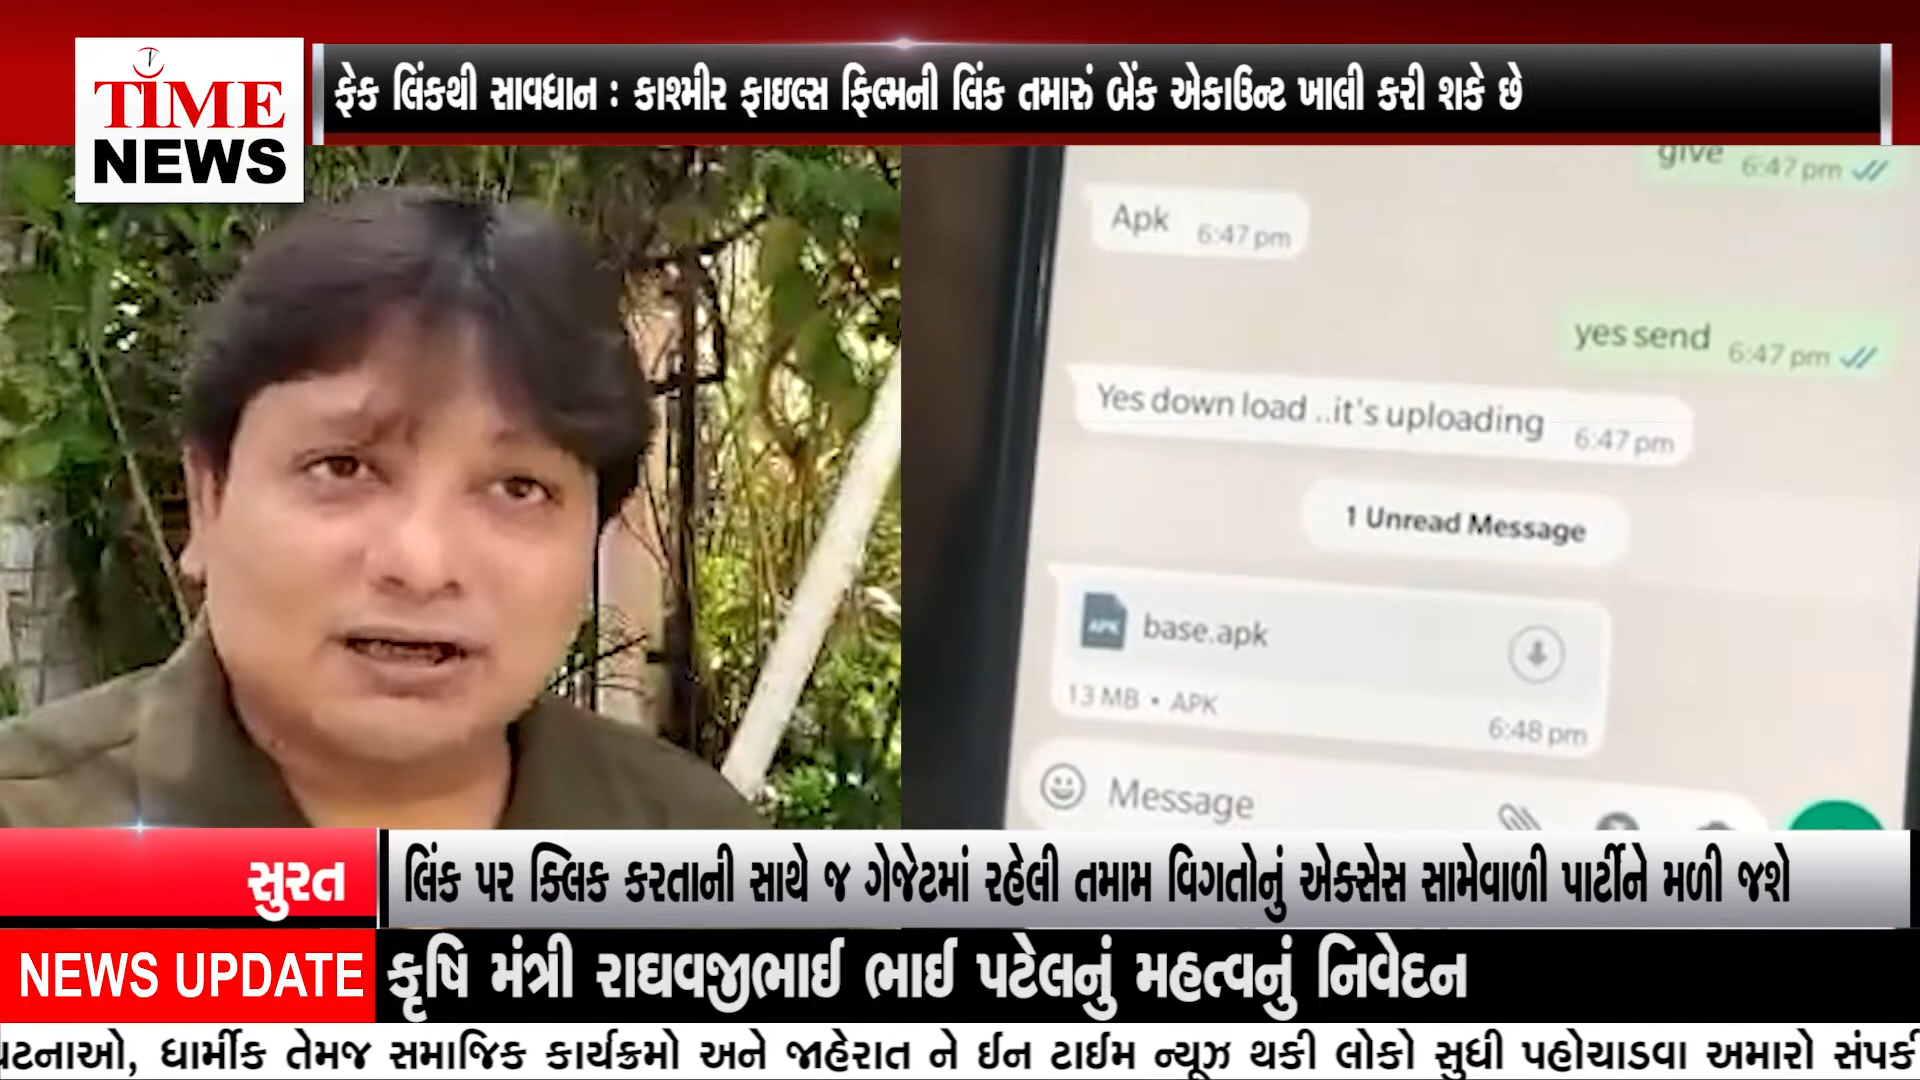 TIME
NEWS
ફેક લિંકથી સાવધાન : કાશ્મીર ફાઇલ્સ ફિલ્મની લિંક તમારું બેંક એકાઉન્ટ ખાલી કરી શકે છે
give 6:47 pm
Apk 6:47 pm
yes send 6:47 pm
Yes down load ..it's uploading 6:47 pm
1 Unread Message
APK base.apk
13 MB • APK
6:48 pm
Message
સુરત
લિંક પર ક્લિક કરતાની સાથે જ ગેજેટમાં રહેલી તમામ વિગતોનું એક્સેસ સામેવાળી પાર્ટીને મળી જશે
NEWS UPDATE કૃષિ મંત્રી રાઘવજીભાઈ ભાઈ પટેલનું મહત્વનું નિવેદન
ધાર્મીક તેમજ સમાજિક કાર્યક્રમો અને જાહેરાત ને ઈન ટાઈમ ન્યૂઝ થકી લોકો સુધી પહોચાડવા અમારો